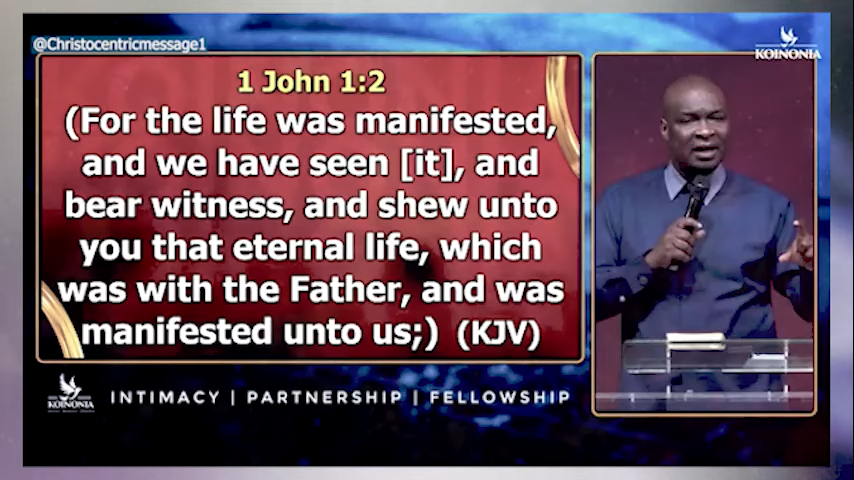 @Christocentricmessage1
KOINONIA
1 John 1:2
(For the life was manifested,
and we have seen [it], and
bear witness, and shew unto
you that eternal life, which
was with the Father, and was
manifested unto us;) (KJV)
KOINONIA
INTIMACY | PARTNERSHIP | FELLOWSHIP